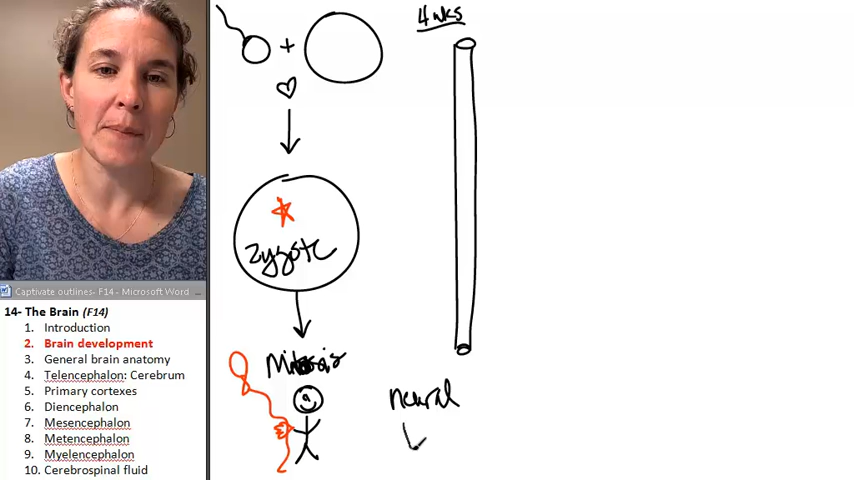 4 wks
+
zygote
Mitosis
neural
Captivate outlines- F14 - Microsoft Word
14- The Brain (F14)
1. Introduction
2. Brain development
3. General brain anatomy
4. Telencephalon: Cerebrum
5. Primary cortexes
6. Diencephalon
7. Mesencephalon
8. Metencephalon
9. Myelencephalon
10. Cerebrospinal fluid